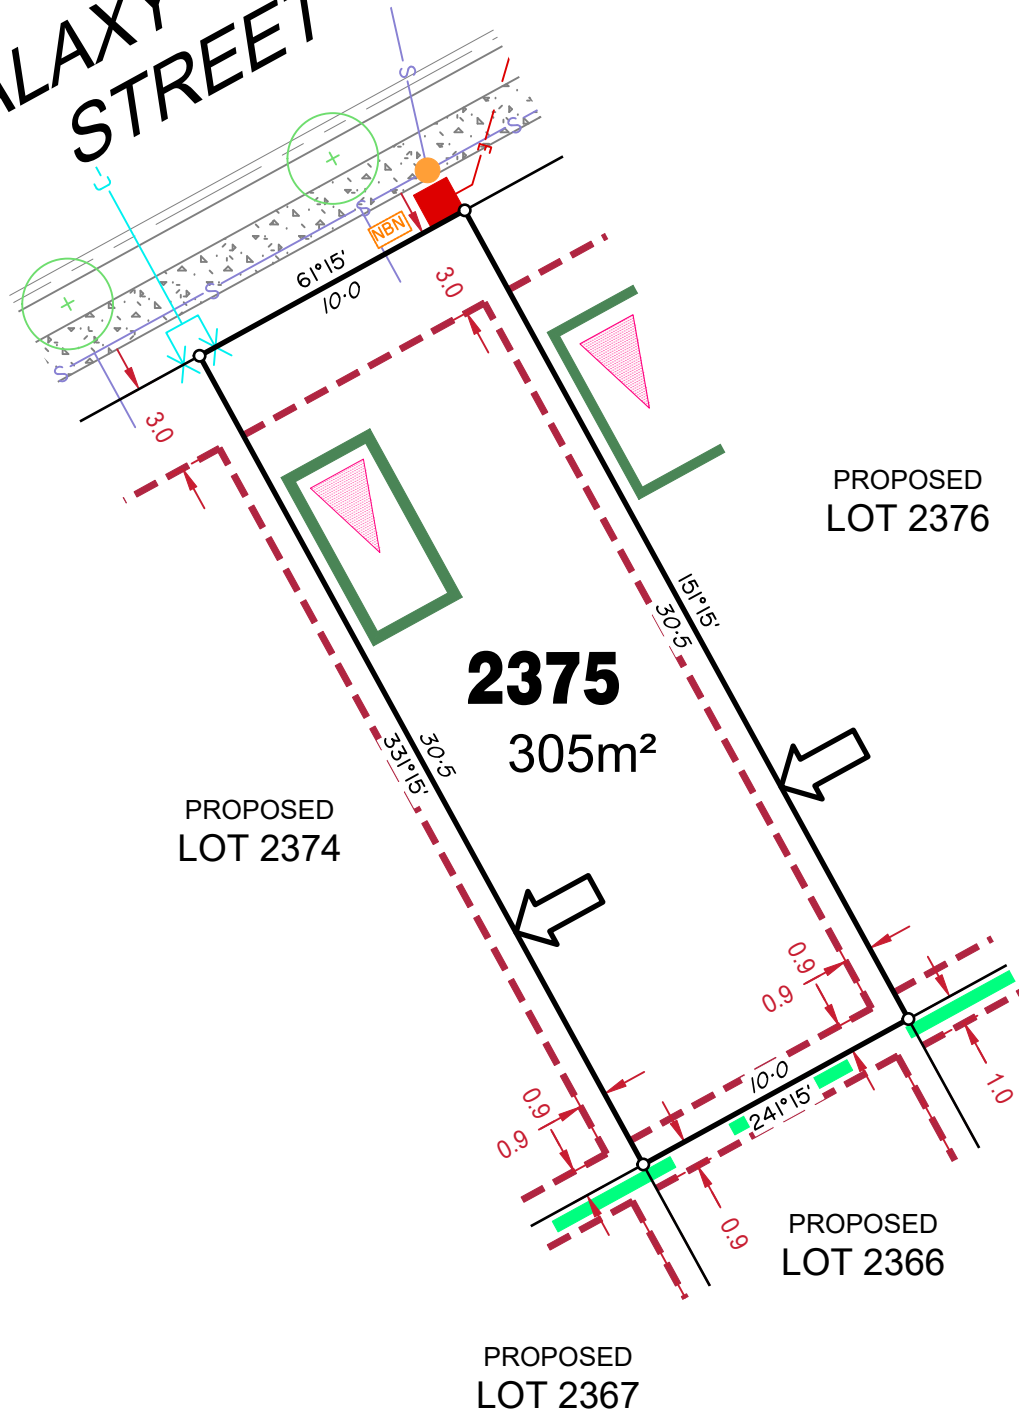 STREET
S
S
E
S
NBN
S
S
61°15'
10·0
3.0
3.0
PROPOSED
LOT 2376
151°15'
30·5
2375
305m²
30·5
331°15'
PROPOSED
LOT 2374
0.9
0.9
10·0
241°15'
1.0
0.9
0.9
0.9
PROPOSED
LOT 2366
PROPOSED
LOT 2367